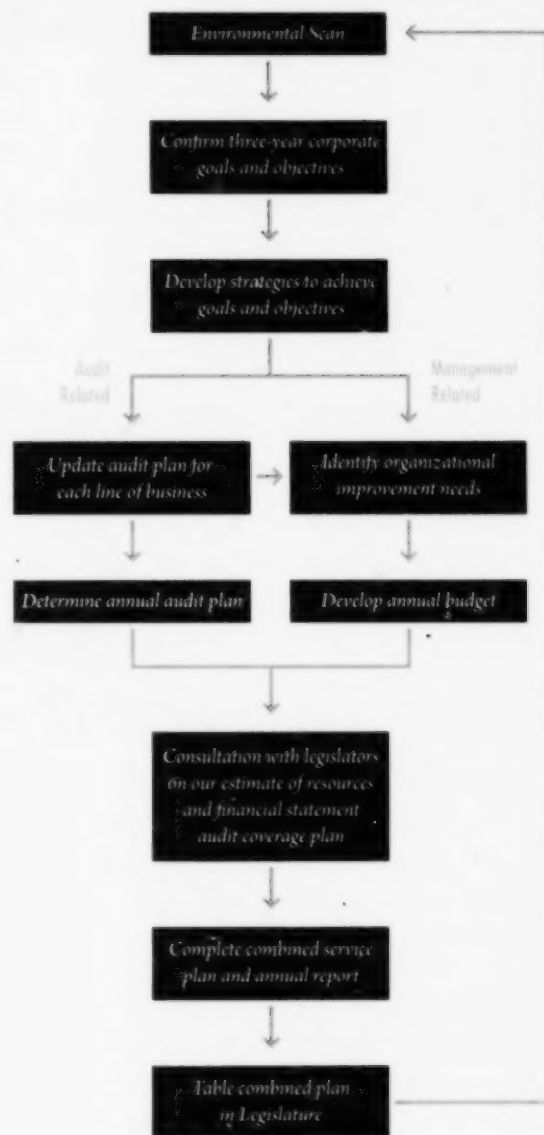 Environmental Scan
Confirm three-year corporate
goals and objectives
Develop strategies to achieve
goals and objectives
Audit
Related
Management
Related
Update audit plan for
each line of business
Identify organizational
improvement needs
Determine annual audit plan
Develop annual budget
Consultation with legislators
on our estimate of resources
and financial statement
audit coverage plan
Complete combined service
plan and annual report
Table combined plan
in Legislature